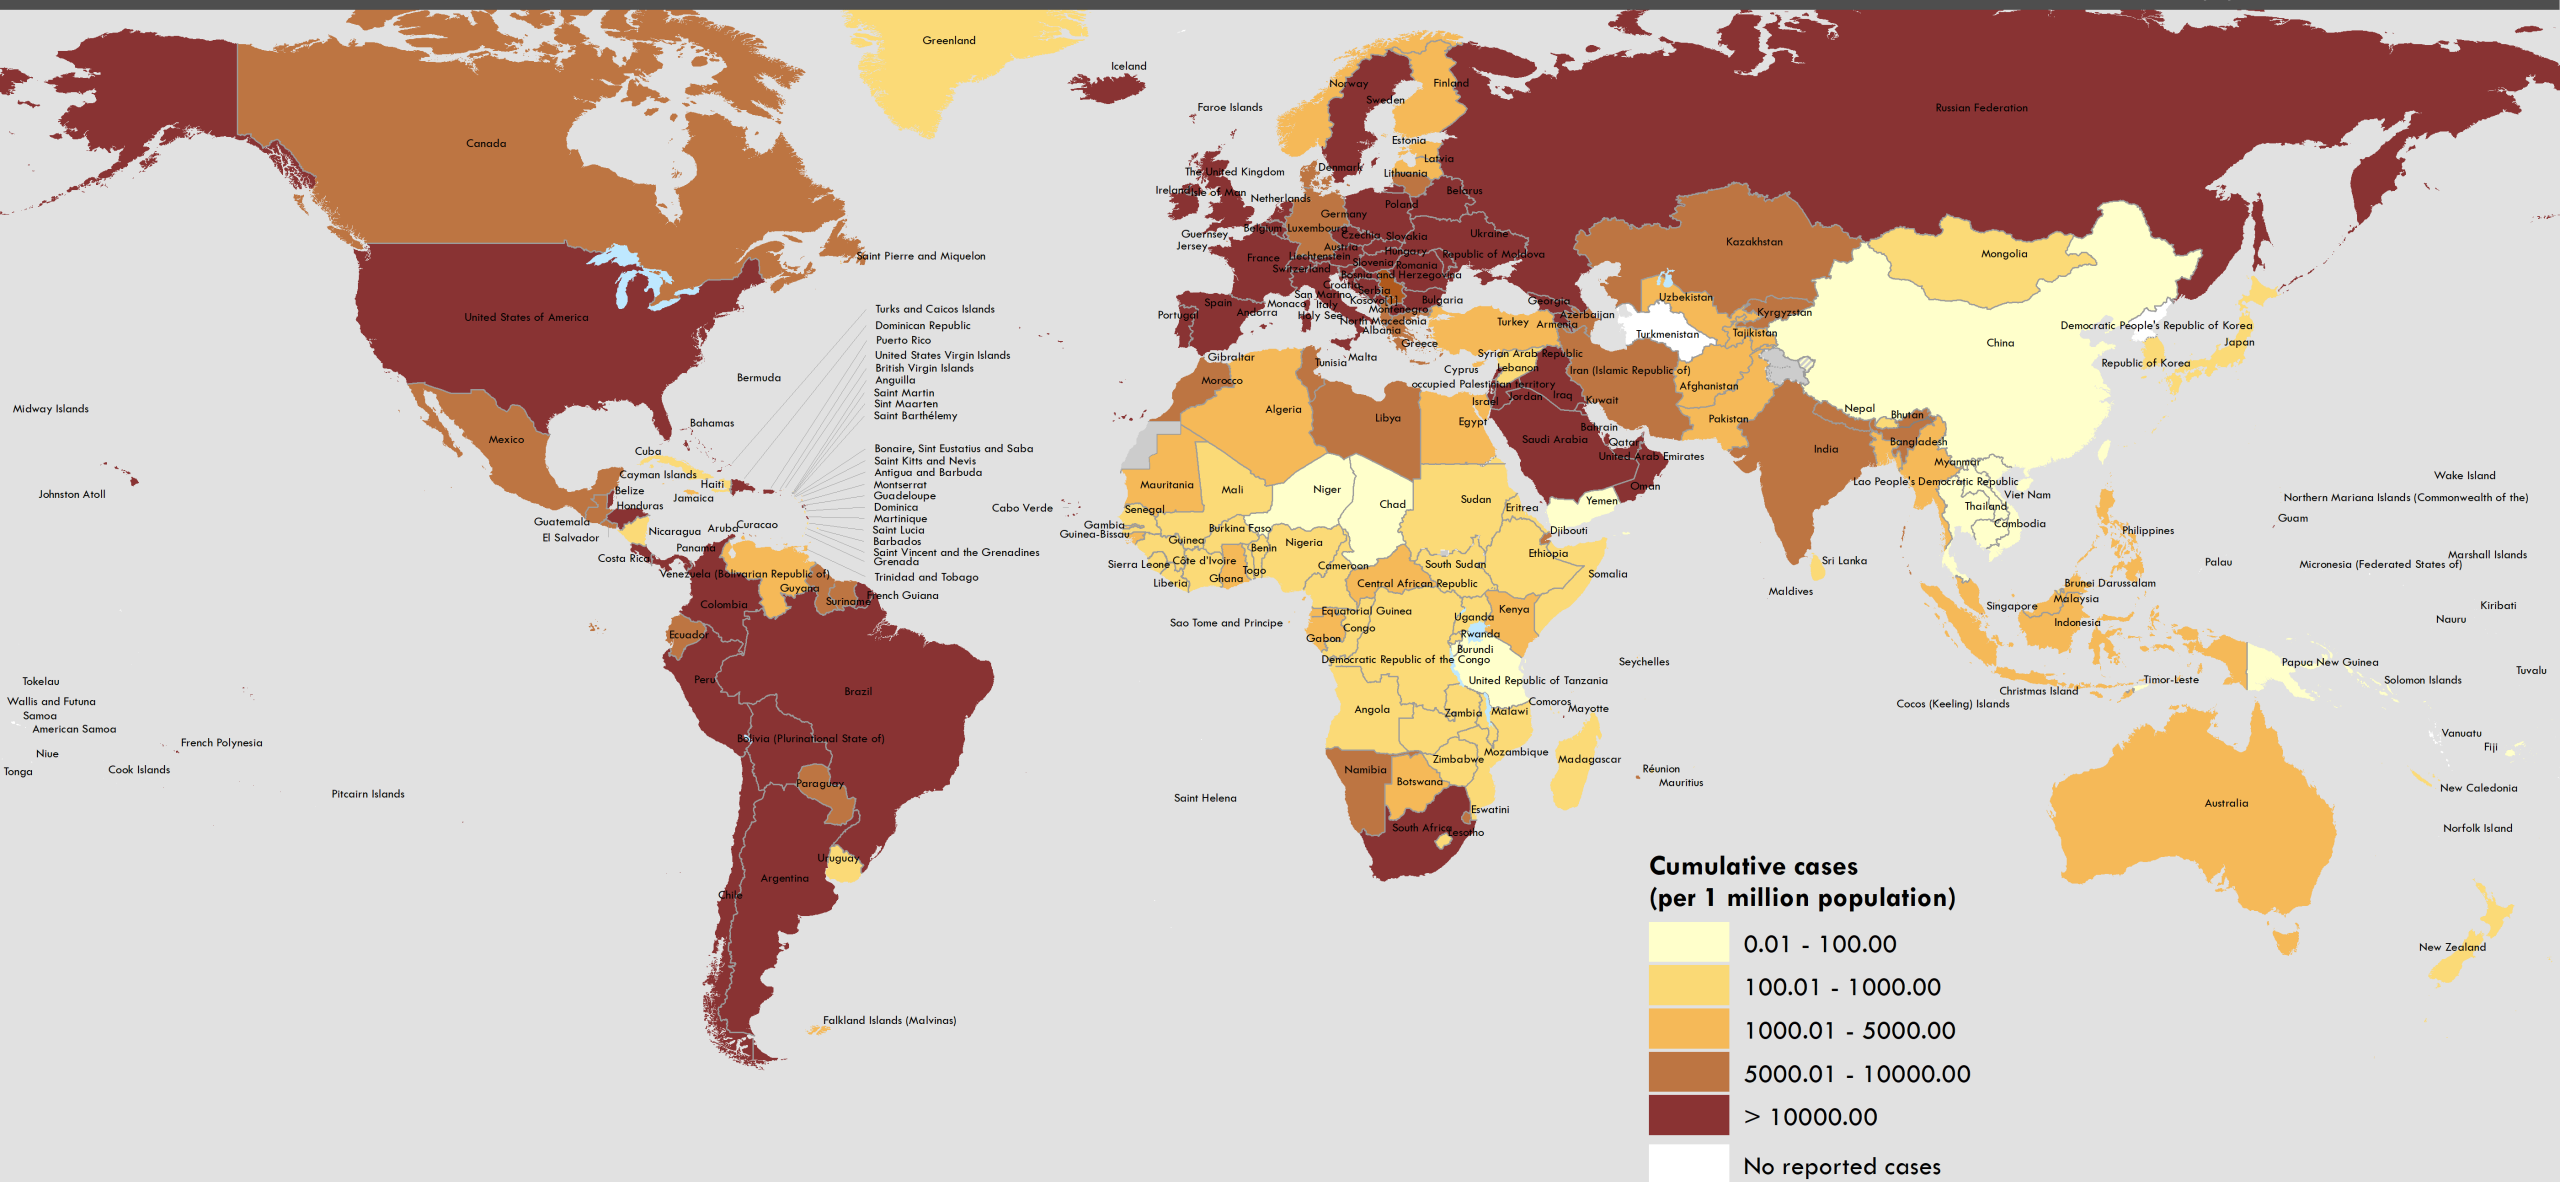 Greenland
Iceland
Faroe Islands
Norway
Finland
Sweden
Russian Federation
Canada
Estonia
Latvia
Denmark
Lithuania
The United Kingdom
Ireland
Isle of Man
Netherlands
Belarus
Poland
Germany
Guernsey
Jersey
Belgium
Luxembourg
Czechia
Slovakia
Ukraine
Austria
Hungary
Republic of Moldova
France
Liechtenstein
Slovenia
Romania
Switzerland
Bosnia and Herzegovina
Croatia
Serbia
San Marino
Monaco
Italy
Kosovo[1]
Bulgaria
Spain
Andorra
Holy See
Montenegro
Portugal
North Macedonia
Albania
Greece
Georgia
Azerbaijan
Armenia
Turkey
Kazakhstan
Mongolia
Uzbekistan
Kyrgyzstan
Turkmenistan
Tajikistan
Democratic People's Republic of Korea
China
Japan
Republic of Korea
Saint Pierre and Miquelon
United States of America
Turks and Caicos Islands
Dominican Republic
Puerto Rico
United States Virgin Islands
British Virgin Islands
Anguilla
Saint Martin
Sint Maarten
Saint Barthélemy
Bermuda
Midway Islands
Bahamas
Mexico
Cuba
Cayman Islands
Haiti
Belize
Jamaica
Honduras
Johnston Atoll
Guatemala
El Salvador
Nicaragua
Aruba
Curacao
Panama
Costa Rica
Bonaire, Sint Eustatius and Saba
Saint Kitts and Nevis
Antigua and Barbuda
Montserrat
Guadeloupe
Dominica
Martinique
Saint Lucia
Barbados
Saint Vincent and the Grenadines
Grenada
Trinidad and Tobago
Cabo Verde
Venezuela (Bolivarian Republic of)
Guyana
Suriname
French Guiana
Colombia
Ecuador
Peru
Brazil
Bolivia (Plurinational State of)
Paraguay
Uruguay
Argentina
Chile
Falkland Islands (Malvinas)
Tokelau
Wallis and Futuna
Samoa
American Samoa
Niue
Tonga
Cook Islands
French Polynesia
Pitcairn Islands
Gibraltar
Tunisia
Malta
Cyprus
Syrian Arab Republic
Lebanon
occupied Palestinian territory
Israel
Jordan
Iraq
Iran (Islamic Republic of)
Kuwait
Afghanistan
Pakistan
Morocco
Algeria
Libya
Egypt
Saudi Arabia
Bahrain
Qatar
United Arab Emirates
Oman
Yemen
Nepal
Bhutan
India
Bangladesh
Myanmar
Lao People's Democratic Republic
Viet Nam
Thailand
Cambodia
Philippines
Mauritania
Mali
Niger
Chad
Sudan
Eritrea
Djibouti
Senegal
Gambia
Guinea-Bissau
Guinea
Burkina Faso
Benin
Nigeria
Sierra Leone
Côte d'Ivoire
Togo
Liberia
Ghana
Cameroon
Central African Republic
South Sudan
Ethiopia
Somalia
Equatorial Guinea
Uganda
Kenya
Sao Tome and Principe
Congo
Gabon
Rwanda
Burundi
Democratic Republic of the Congo
United Republic of Tanzania
Seychelles
Comoros
Mayotte
Angola
Zambia
Malawi
Mozambique
Zimbabwe
Madagascar
Namibia
Botswana
Réunion
Mauritius
Saint Helena
Eswatini
South Africa
Lesotho
Sri Lanka
Maldives
Wake Island
Northern Mariana Islands (Commonwealth of the)
Guam
Marshall Islands
Palau
Micronesia (Federated States of)
Brunei Darussalam
Malaysia
Singapore
Indonesia
Kiribati
Nauru
Papua New Guinea
Timor-Leste
Solomon Islands
Tuvalu
Christmas Island
Cocos (Keeling) Islands
Vanuatu
Fiji
New Caledonia
Australia
Norfolk Island
New Zealand
Cumulative cases
(per 1 million population)
0.01 - 100.00
100.01 - 1000.00
1000.01 - 5000.00
5000.01 - 10000.00
> 10000.00
No reported cases